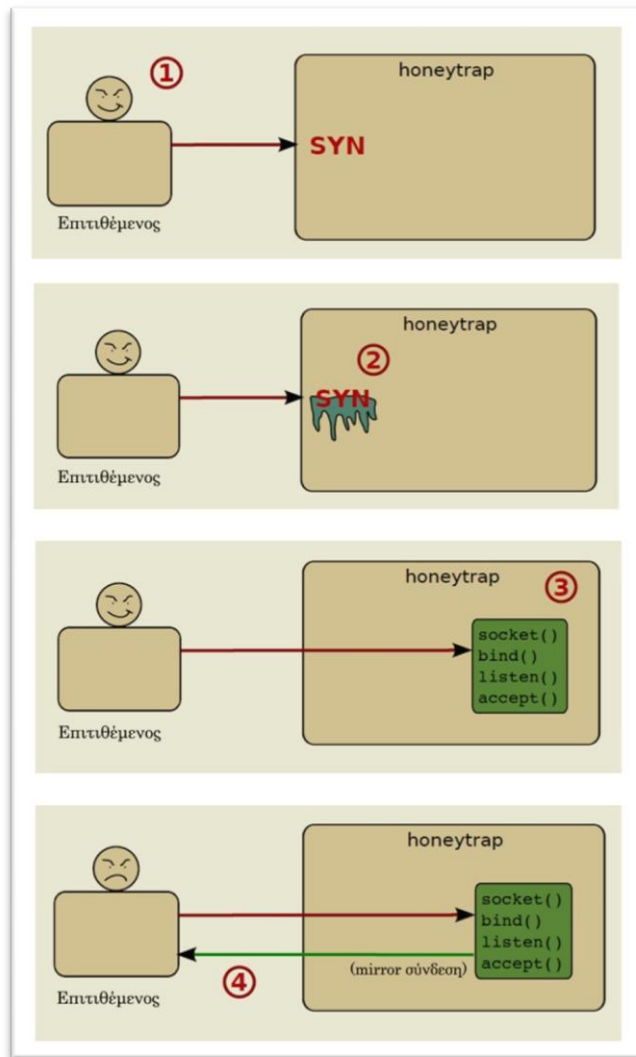 ①
honeytrap
SYN
Επιτιθέμενος
honeytrap
②
SYN
Επιτιθέμενος
honeytrap
③
socket()
bind()
listen()
accept()
Επιτιθέμενος
honeytrap
socket()
bind()
listen()
accept()
(mirror σύνδεση)
④
Επιτιθέμενος